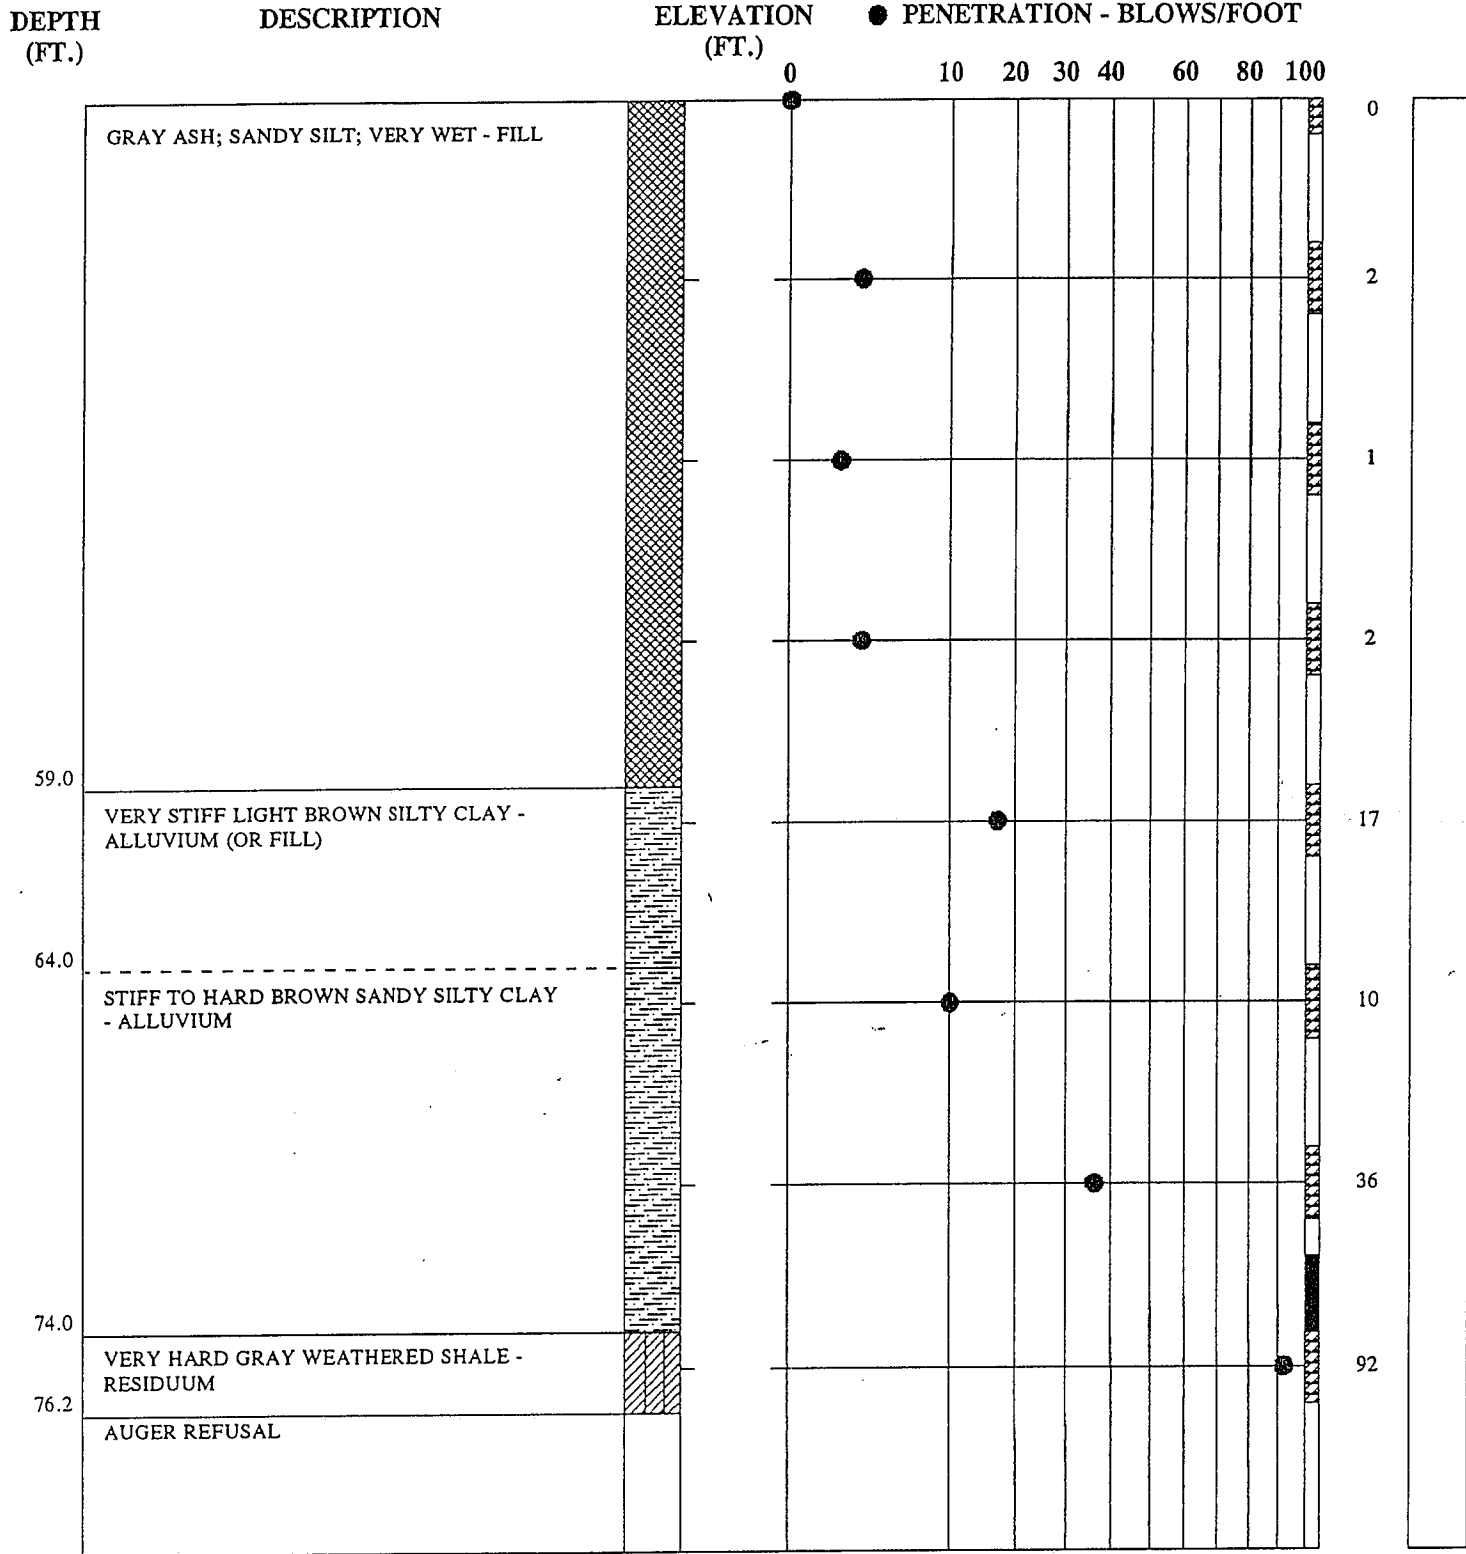 DEPTH DESCRIPTION ELEVATION ● PENETRATION - BLOWS/FOOT
(FT.) (FT.)
0 10 20 30 40 60 80 100
0
GRAY ASH; SANDY SILT; VERY WET - FILL
2
1
2
59.0
VERY STIFF LIGHT BROWN SILTY CLAY -
ALLUVIUM (OR FILL)
17
64.0
STIFF TO HARD BROWN SANDY SILTY CLAY
- ALLUVIUM
10
36
74.0
VERY HARD GRAY WEATHERED SHALE -
RESIDUUM
92
76.2
AUGER REFUSAL